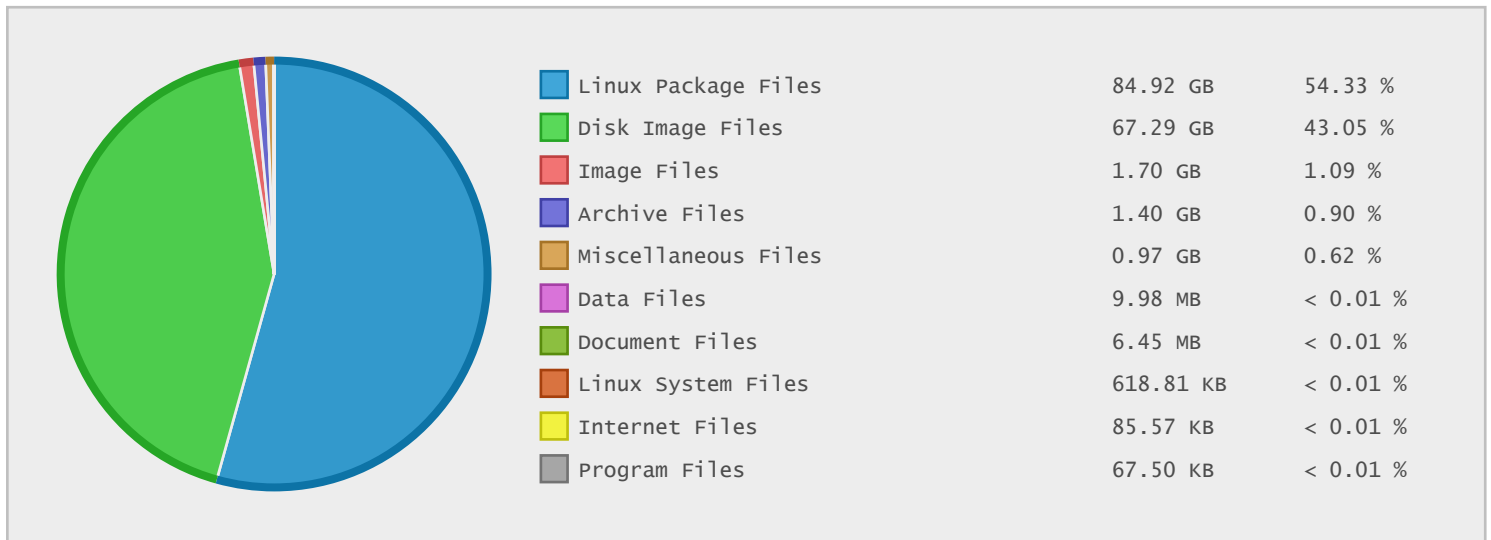 Linux Package Files 84.92 GB 54.33 %
Disk Image Files 67.29 GB 43.05 %
Image Files 1.70 GB 1.09 %
Archive Files 1.40 GB 0.90 %
Miscellaneous Files 0.97 GB 0.62 %
Data Files 9.98 MB < 0.01 %
Document Files 6.45 MB < 0.01 %
Linux System Files 618.81 KB < 0.01 %
Internet Files 85.57 KB < 0.01 %
Program Files 67.50 KB < 0.01 %